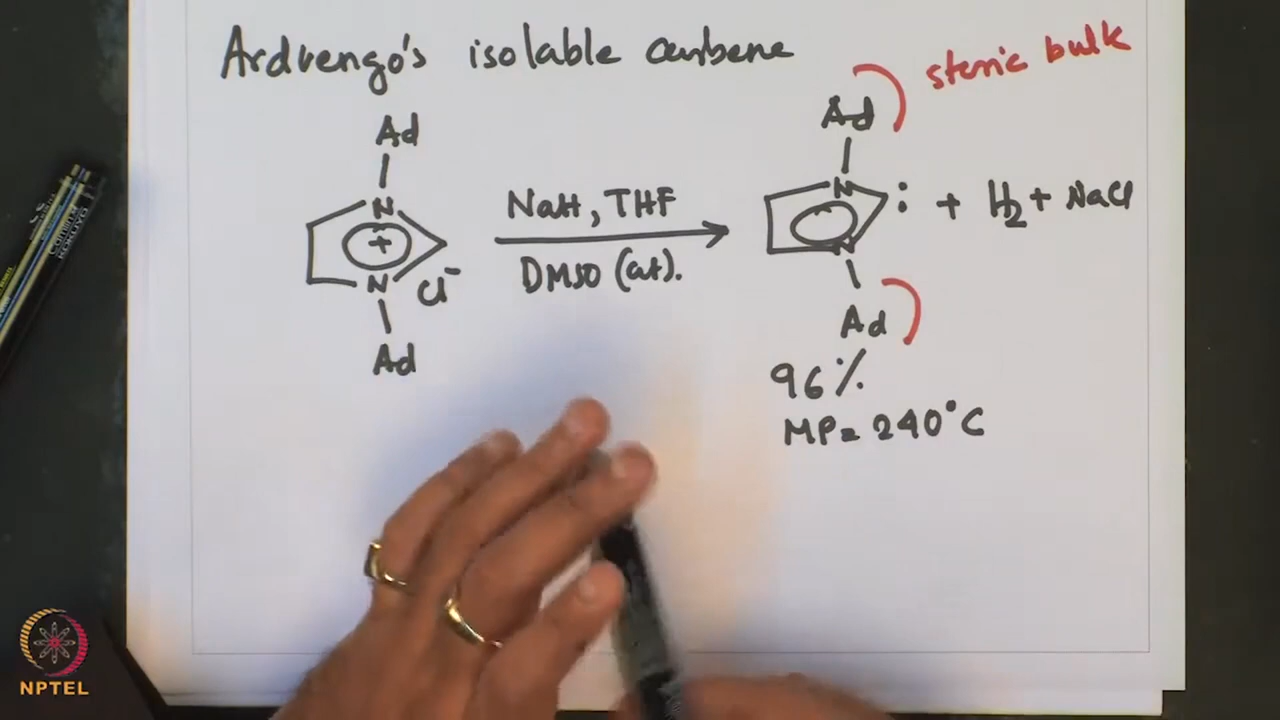 Arduengo's isolable carbene
steric bulk
Ad
N
+
N
Cl⁻
Ad
NaH, THF
DMSO (cat).
Ad
N
: + H₂ + NaCl
N
Ad
96%
MP = 240°C
NPTEL